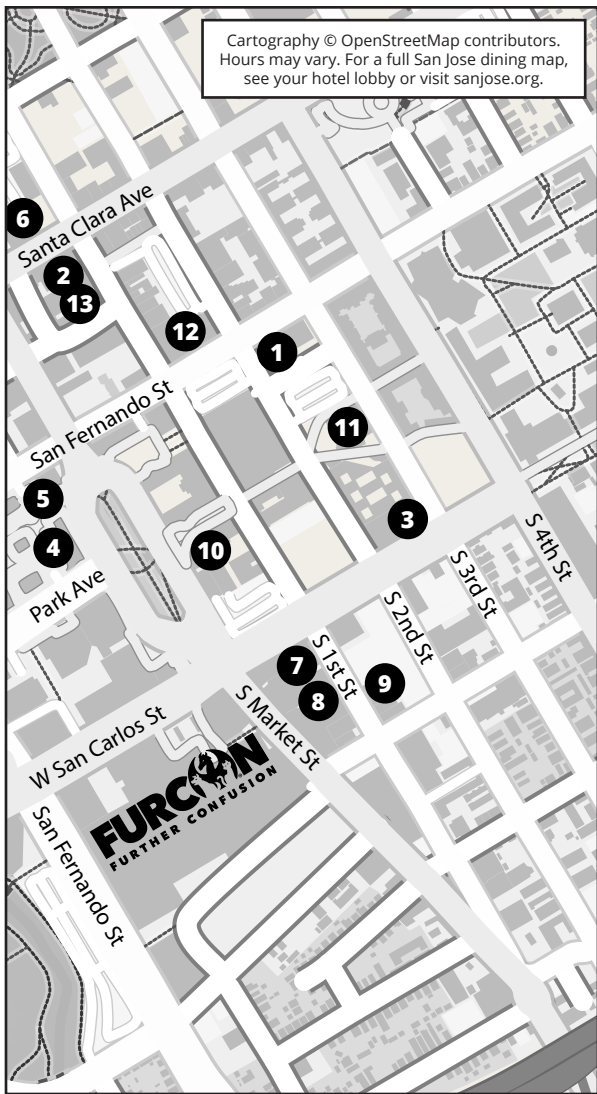 Cartography © OpenStreetMap contributors.
Hours may vary. For a full San Jose dining map,
see your hotel lobby or visit sanjose.org.
6
Santa Clara Ave
2
13
12
1
San Fernando St
11
5
3
4
10
Park Ave
S 4th St
S 3rd St
S 2nd St
S 1st St
7
8
9
S Market St
W San Carlos St
FURCON
FURTHER CONFUSION
San Fernando St